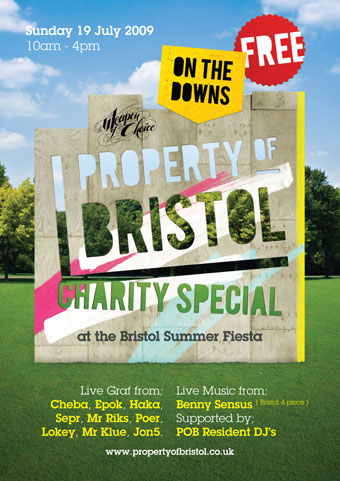 Sunday 19 July 2009
10am - 4pm
FREE
ON THE
DOWNS
Weapon
of Choice
PROPERTY OF
BRISTOL
CHARITY SPECIAL
at the Bristol Summer Fiesta
Live Graf from;
Cheba, Epok, Haka,
Sepr, Mr Riks, Poer,
Lokey, Mr Klue, Jon5.
Live Music from;
Benny Sensus ( Bristol 4 piece )
Supported by;
POB Resident DJ's
www.propertyofbristol.co.uk